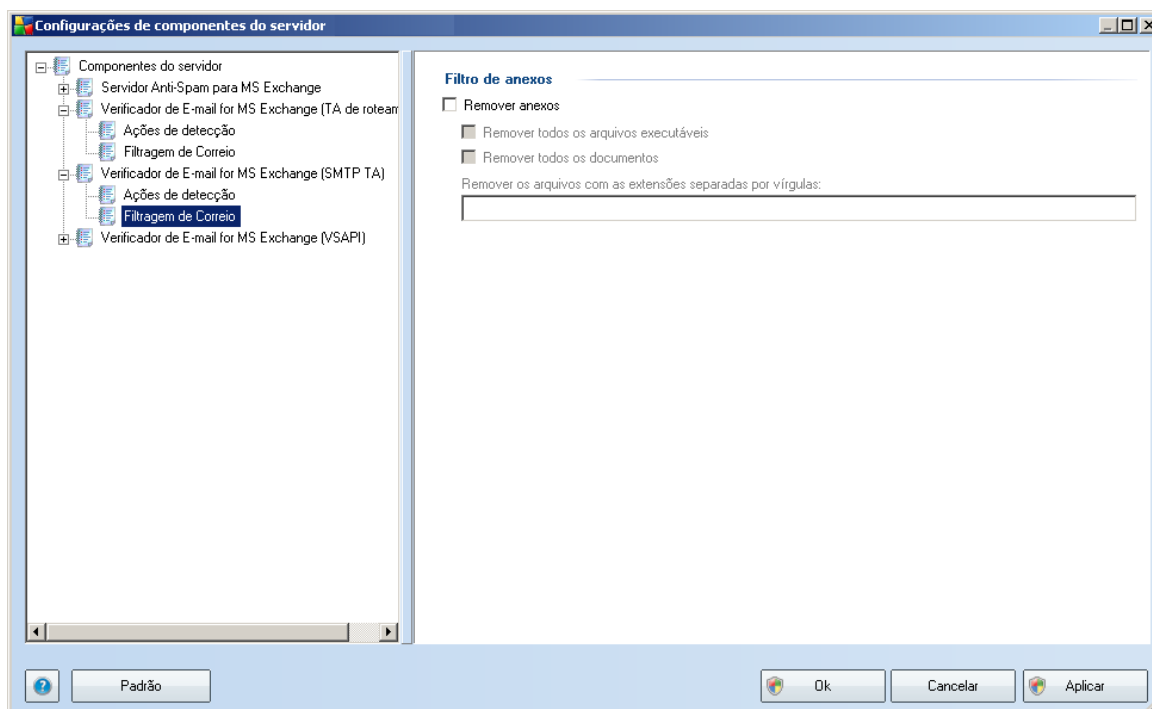 Configurações de componentes do servidor
Componentes do servidor
Servidor Anti-Spam para MS Exchange
Verificador de E-mail for MS Exchange (TA de rotear
Ações de detecção
Filtragem de Correio
Verificador de E-mail for MS Exchange (SMTP TA)
Ações de detecção
Filtragem de Correio
Verificador de E-mail for MS Exchange (VSAPI)
Filtro de anexos
Remover anexos
Remover todos os arquivos executáveis
Remover todos os documentos
Remover os arquivos com as extensões separadas por vírgulas:
Padrão
Ok
Cancelar
Aplicar